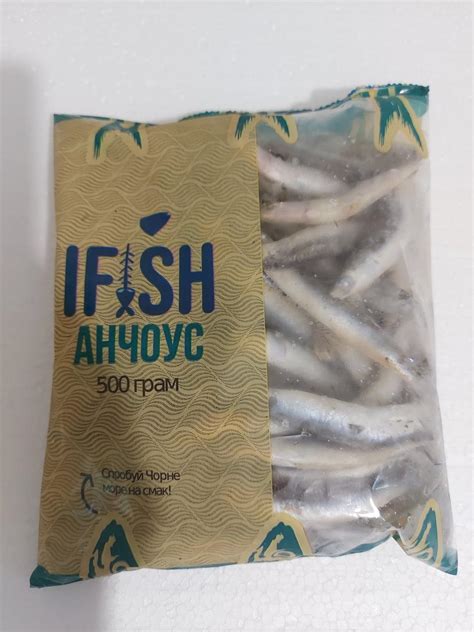 IFISH
АНЧОУС
500 грам
Спробуй Чорне
море на смак!